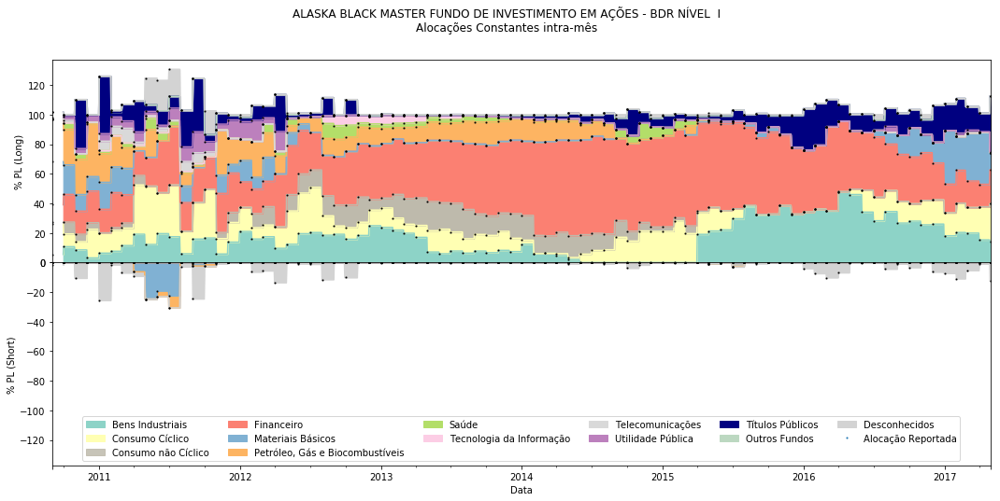 ALASKA BLACK MASTER FUNDO DE INVESTIMENTO EM AÇÕES - BDR NÍVEL  I
Alocações Constantes intra-mês
% PL (Long)
120
100
80
60
40
20
0
% PL (Short)
0
−20
−40
−60
−80
−100
−120
Bens Industriais
Consumo Cíclico
Consumo não Cíclico
Financeiro
Materiais Básicos
Petróleo, Gás e Biocombustíveis
Saúde
Tecnologia da Informação
Telecomunicações
Utilidade Pública
Títulos Públicos
Outros Fundos
Desconhecidos
Alocação Reportada
2011 2012 2013 2014 2015 2016 2017
Data